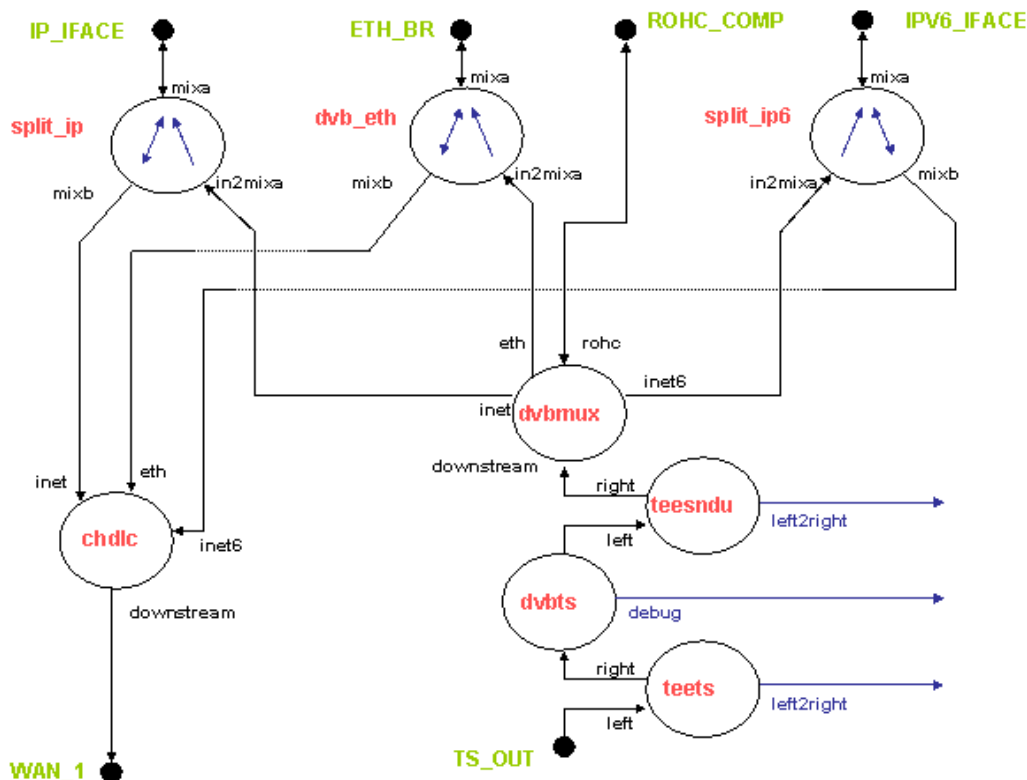 IP_IFACE
ETH_BR
ROHC_COMP
IPV6_IFACE
mixa
mixa
mixa
split_ip
dvb_eth
split_ip6
mixb
in2mixa
mixb
in2mixa
in2mixa
mixb
eth
rohc
inet6
inet
dvbmux
downstream
inet
eth
right
teesndu
left2right
chdlc
inet6
left
dvbts
debug
downstream
right
teets
left2right
left
TS_OUT
WAN_1